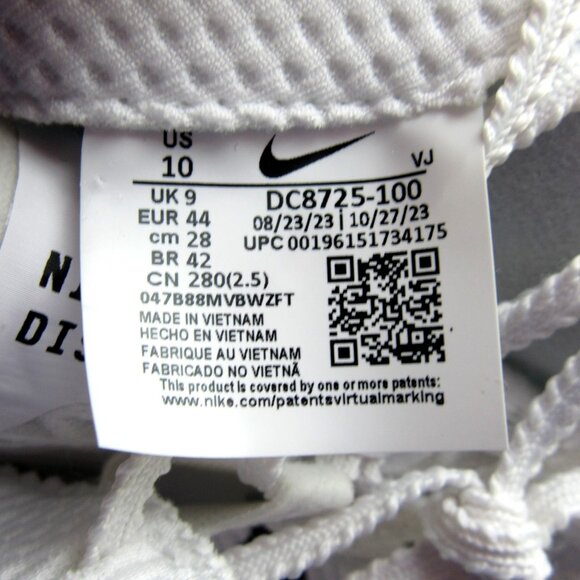 US
10
VJ
UK 9
DC8725-100
EUR 44
08/23/23 | 10/27/23
cm 28
UPC 00196151734175
BR 42
CN 280(2.5)
047B88MVBWZFT
MADE IN VIETNAM
HECHO EN VIETNAM
FABRIQUE AU VIETNAM
FABRICADO NO VIETNÃ
This product is covered by one or more patents:
www.nike.com/patentsvirtualmarking